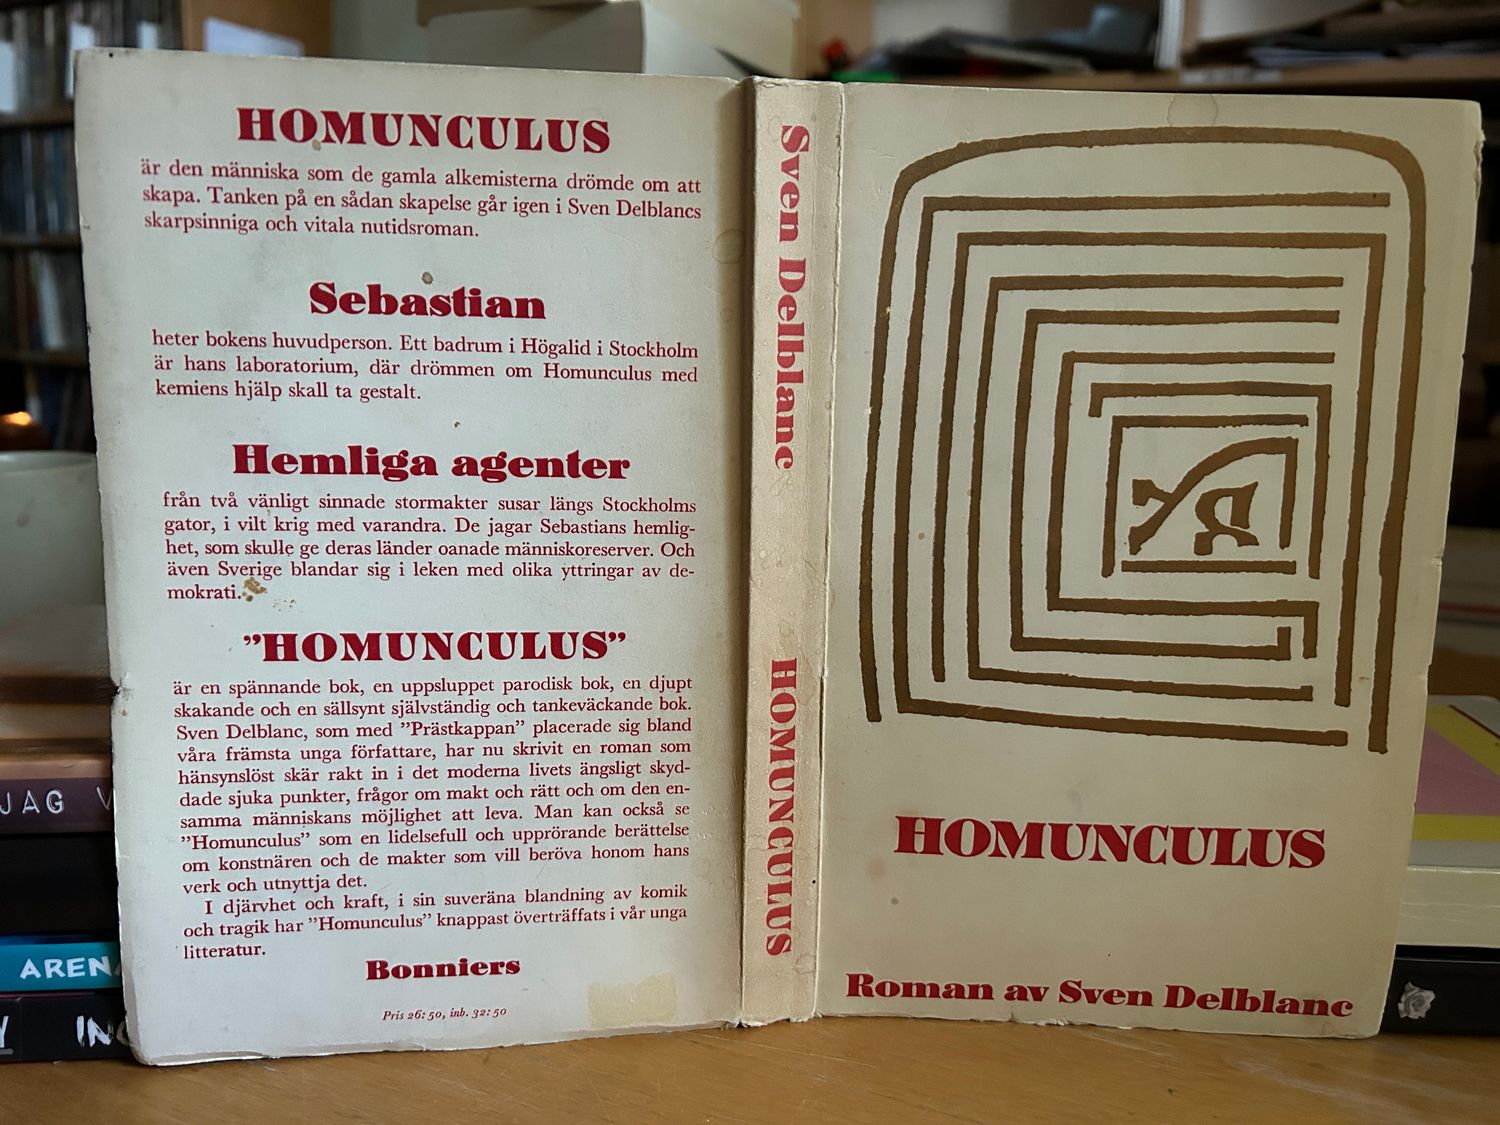 HOMUNCULUS
är den människa som de gamla alkemisterna drömde om att
skapa. Tanken på en sådan skapelse går igen i Sven Delblancs
skarpsinniga och vitala nutidsroman.
Sebastian
heter bokens huvudperson. Ett badrum i Högalid i Stockholm
är hans laboratorium, där drömmen om Homunculus med
kemiens hjälp skall ta gestalt.
Hemliga agenter
från två vänligt sinnade stormakter susar längs Stockholms
gator, i vilt krig med varandra. De jagar Sebastians hemlig-
het, som skulle ge deras länder oanade människoreserver. Och
även Sverige blandar sig i leken med olika yttringar av de-
mokrati.
”HOMUNCULUS”
är en spännande bok, en uppsluppet parodisk bok, en djupt
skakande och en sällsynt självständig och tankeväckande bok.
Sven Delblanc, som med ”Prästkappan” placerade sig bland
våra främsta unga författare, har nu skrivit en roman som
hänsynslöst skär rakt in i det moderna livets ängsligt skyd-
dade sjuka punkter, frågor om makt och rätt och om den en-
samma människans möjlighet att leva. Man kan också se
”Homunculus” som en lidelsefull och upprörande berättelse
om konstnären och de makter som vill beröva honom hans
verk och utnyttja det.
I djärvhet och kraft, i sin suveräna blandning av komik
och tragik har ”Homunculus” knappast överträffats i vår unga
litteratur.
Bonniers
Pris 26:50, inb. 32:50
Sven Delblanc
HOMUNCULUS
HOMUNCULUS
Roman av Sven Delblanc
JAG